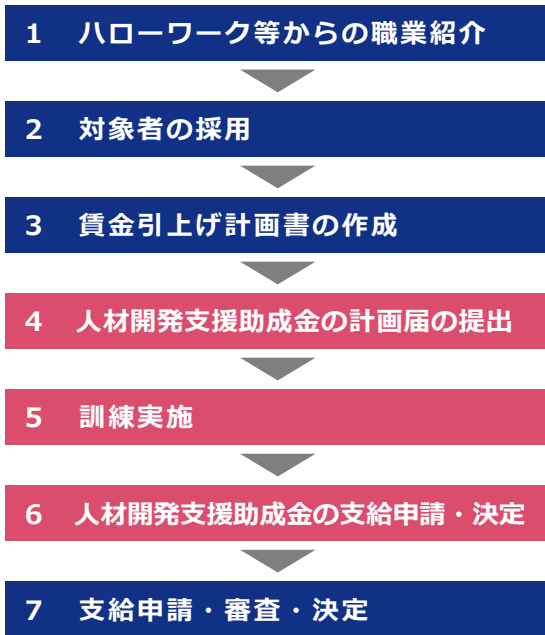 1 ハローワーク等からの職業紹介
2 対象者の採用
3 賃金引上げ計画書の作成
4 人材開発支援助成金の計画届の提出
5 訓練実施
6 人材開発支援助成金の支給申請・決定
7 支給申請・審査・決定